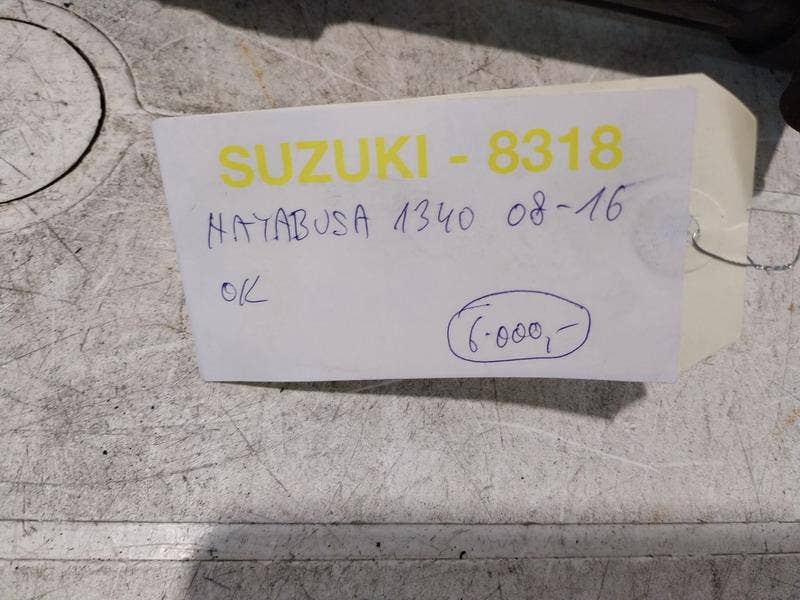 SUZUKI - 8318
HAYABUSA 1340 08-16
OK
6.000,-